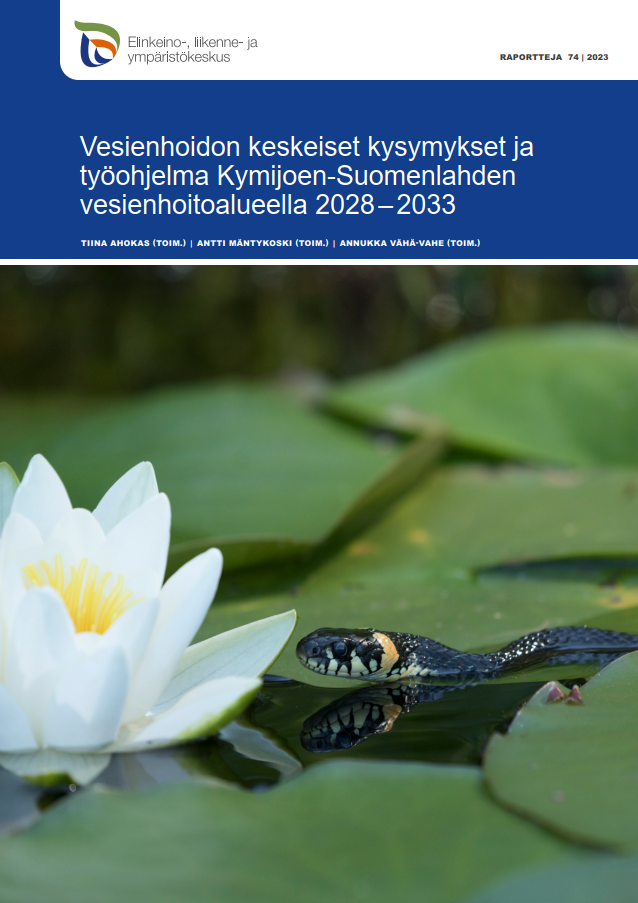 Elinkeino-, liikenne- ja
ympäristökeskus
RAPORTTEJA 74 | 2023
Vesienhoidon keskeiset kysymykset ja
työohjelma Kymijoen-Suomenlahden
vesienhoitoalueella 2028–2033
TIINA AHOKAS (TOIM.) | ANTTI MÄNTYKOSKI (TOIM.) | ANNUKKA VÄHÄ-VAHE (TOIM.)